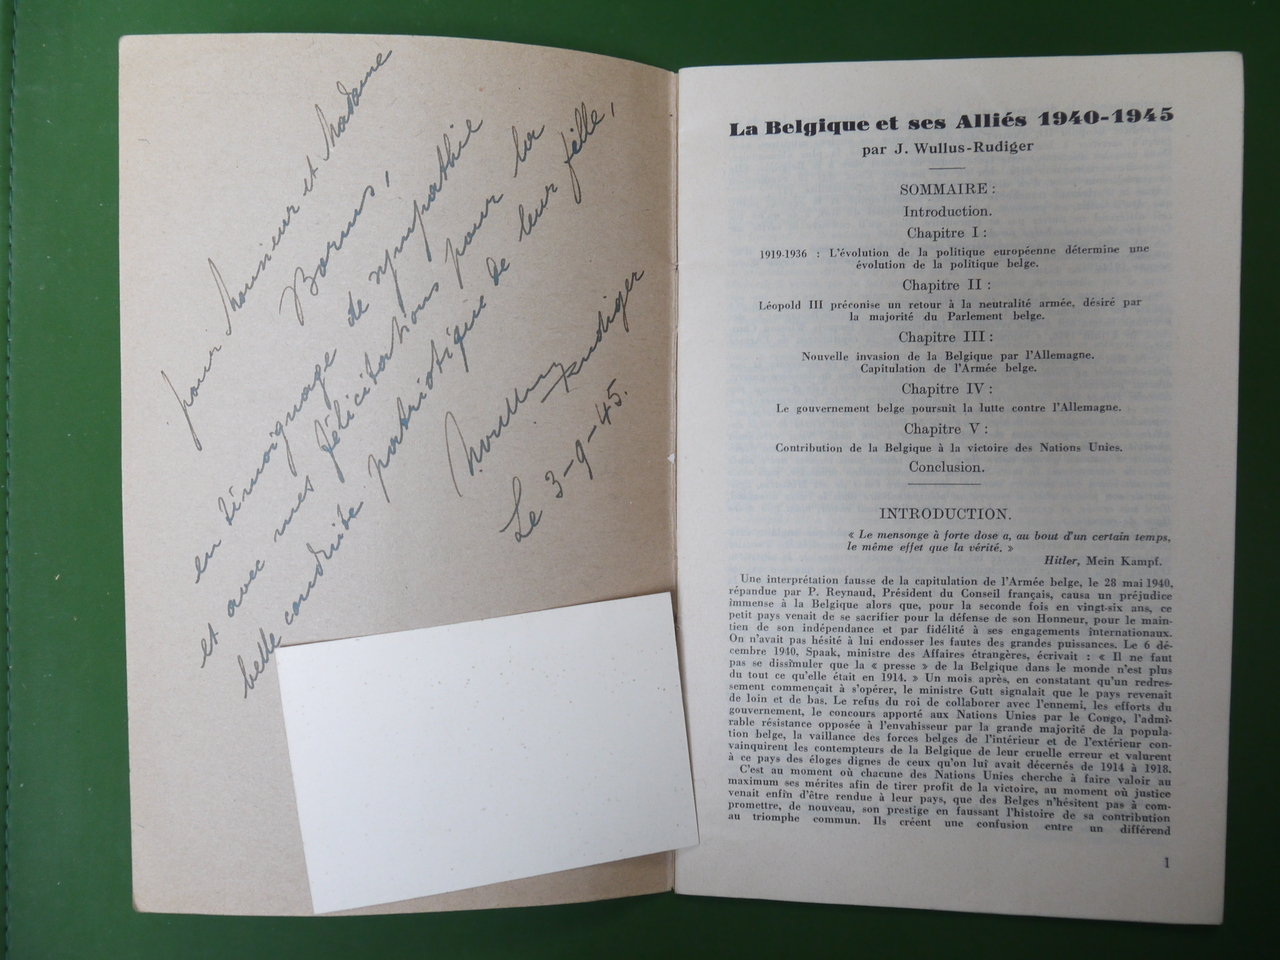 pour Monsieur et Madame
Barus,
en témoignage de sympathie
et avec mes félicitations pour la
belle conduite patriotique de leur fille,
Wullus Rudiger
Le 3-9-45.
La Belgique et ses Alliés 1940-1945
par J. Wullus-Rudiger
SOMMAIRE :
Introduction.
Chapitre I :
1919-1936 : L'évolution de la politique européenne détermine une
évolution de la politique belge.
Chapitre II :
Léopold III préconise un retour à la neutralité armée, désiré par
la majorité du Parlement belge.
Chapitre III :
Nouvelle invasion de la Belgique par l'Allemagne.
Capitulation de l'Armée belge.
Chapitre IV :
Le gouvernement belge poursuit la lutte contre l'Allemagne.
Chapitre V :
Contribution de la Belgique à la victoire des Nations Unies.
Conclusion.
INTRODUCTION.
« Le mensonge à forte dose a, au bout d'un certain temps,
le même effet que la vérité. »
Hitler, Mein Kampf.
Une interprétation fausse de la capitulation de l'Armée belge, le 28 mai 1940,
répandue par P. Reynaud, Président du Conseil français, causa un préjudice
immense à la Belgique alors que, pour la seconde fois en vingt-six ans, ce
petit pays venait de se sacrifier pour la défense de son Honneur, pour le main-
tien de son indépendance et par fidélité à ses engagements internationaux.
On n'avait pas hésité à lui endosser les fautes des grandes puissances. Le 6 dé-
cembre 1940, Spaak, ministre des Affaires étrangères, écrivait : « Il ne faut
pas se dissimuler que la « presse » de la Belgique dans le monde n'est plus
du tout ce qu'elle était en 1914. » Un mois après, en constatant qu'un redres-
sement commençait à s'opérer, le ministre Gutt signalait que le pays revenait
de loin et de bas. Le refus du roi de collaborer avec l'ennemi, les efforts du
gouvernement, le concours apporté aux Nations Unies par le Congo, l'admi-
rable résistance opposée à l'envahisseur par la grande majorité de la popula-
tion belge, la vaillance des forces belges de l'intérieur et de l'extérieur con-
vainquirent les contempteurs de la Belgique de leur cruelle erreur et valurent
à ce pays des éloges dignes de ceux qu'on lui avait décernés de 1914 à 1918.
C'est au moment où chacune des Nations Unies cherche à faire valoir au
maximum ses mérites afin de tirer profit de la victoire, au moment où justice
venait enfin d'être rendue à leur pays, que des Belges n'hésitent pas à com-
promettre, de nouveau, son prestige en faussant l'histoire de sa contribution
au triomphe commun. Ils créent une confusion entre un différend
1